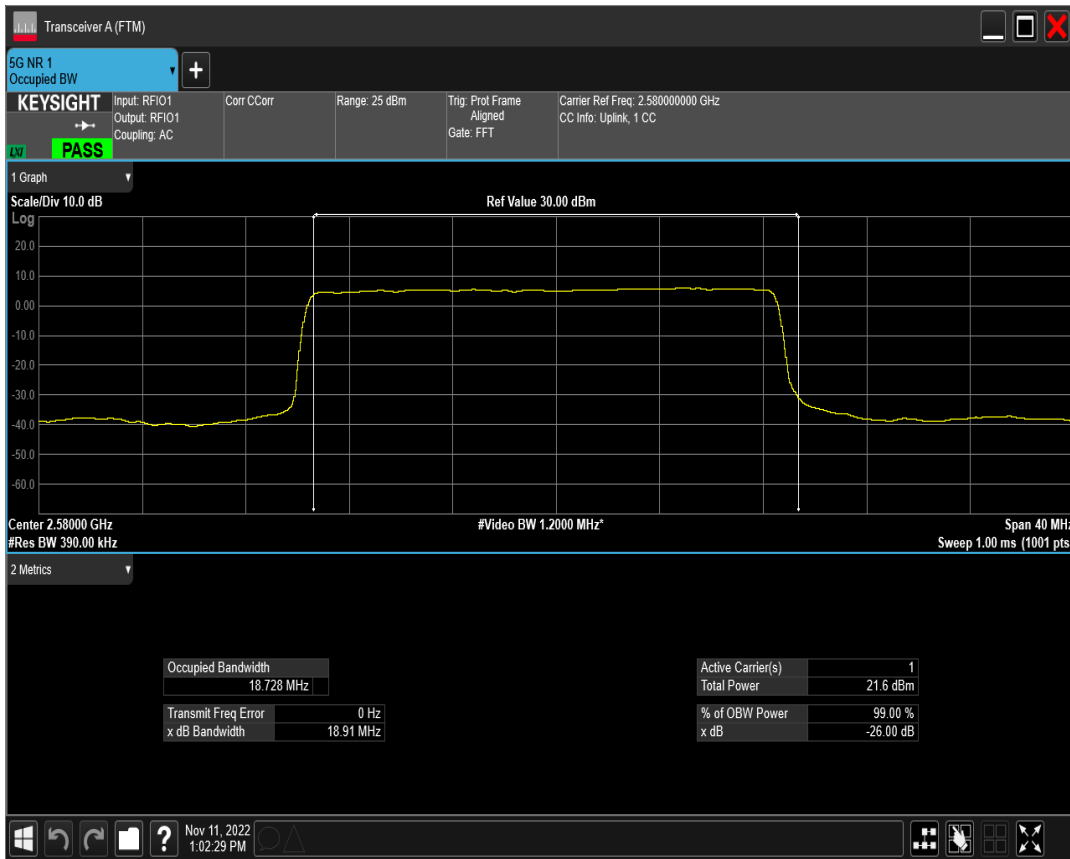 Transceiver A (FTM)
5G NR 1
Occupied BW
+
KEYSIGHT
LXI
PASS
Input: RFIO1
Output: RFIO1
Coupling: AC
Corr CCorr
Range: 25 dBm
Trig: Prot Frame
Aligned
Gate: FFT
Carrier Ref Freq: 2.580000000 GHz
CC Info: Uplink, 1 CC
1 Graph
Scale/Div 10.0 dB
Ref Value 30.00 dBm
Log
20.0
10.0
0.00
-10.0
-20.0
-30.0
-40.0
-50.0
-60.0
Center 2.58000 GHz
#Video BW 1.2000 MHz*
Span 40 MHz
#Res BW 390.00 kHz
Sweep 1.00 ms (1001 pts
2 Metrics
Occupied Bandwidth
18.728 MHz
Transmit Freq Error 0 Hz
x dB Bandwidth 18.91 MHz
Active Carrier(s) 1
Total Power 21.6 dBm
% of OBW Power 99.00 %
x dB -26.00 dB
?
Nov 11, 2022
1:02:29 PM